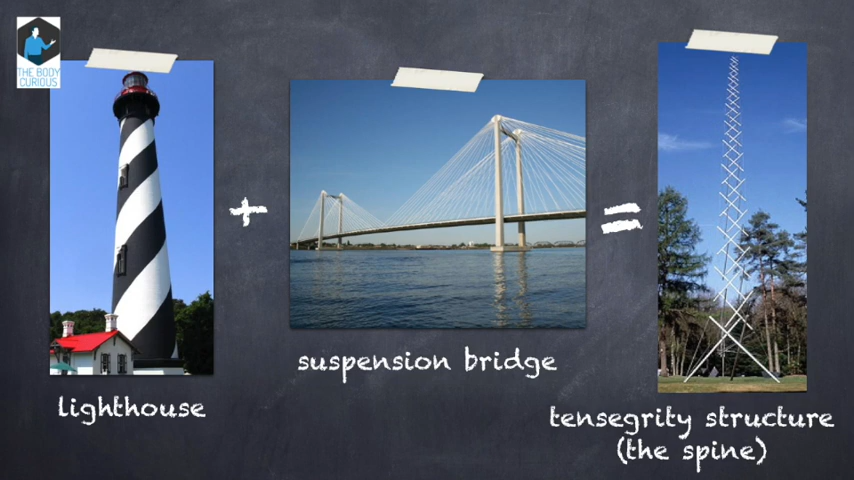 THE BODY
CURIOUS
+
=
lighthouse
suspension bridge
tensegrity structure
(the spine)